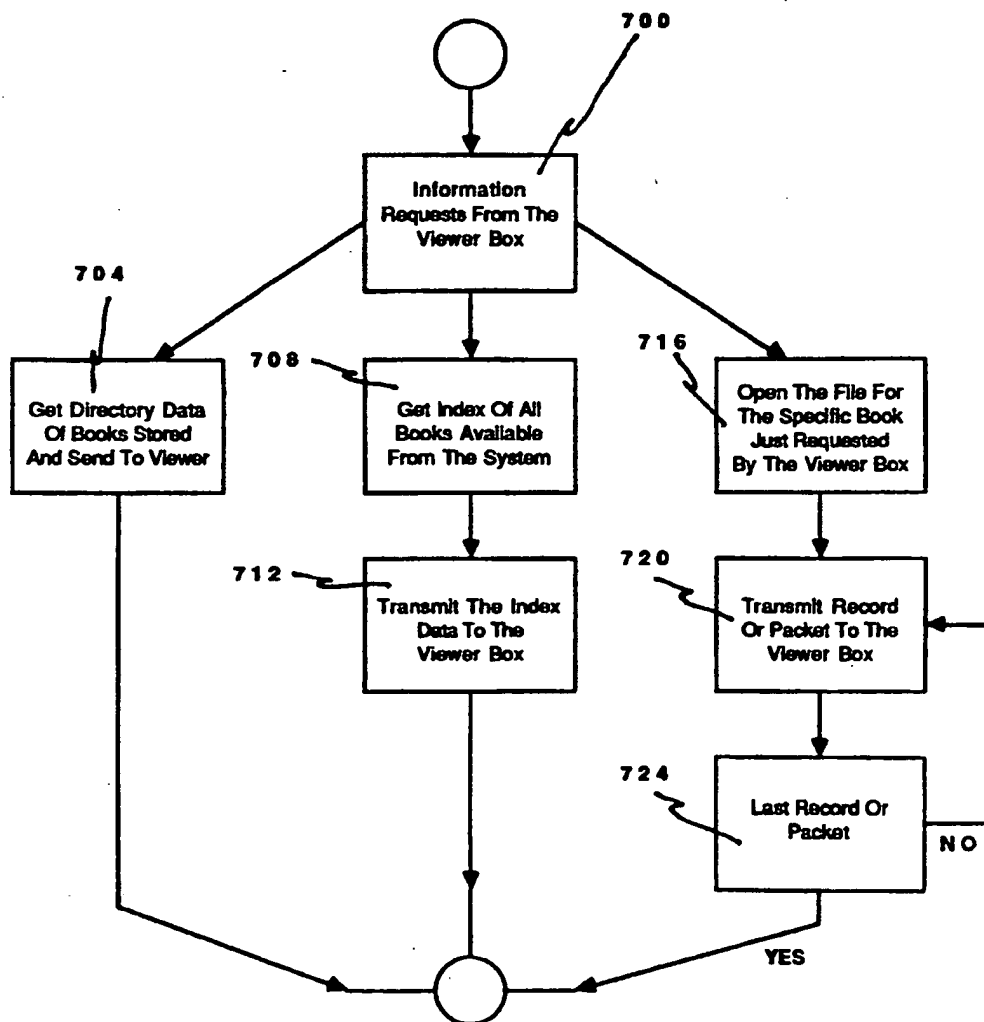 700
Information
Requests From The
Viewer Box
704
Get Directory Data
Of Books Stored
And Send To Viewer
708
Get Index Of All
Books Available
From The System
716
Open The File For
The Specific Book
Just Requested
By The Viewer Box
712
Transmit The Index
Data To The
Viewer Box
720
Transmit Record
Or Packet To The
Viewer Box
724
Last Record Or
Packet
NO
YES